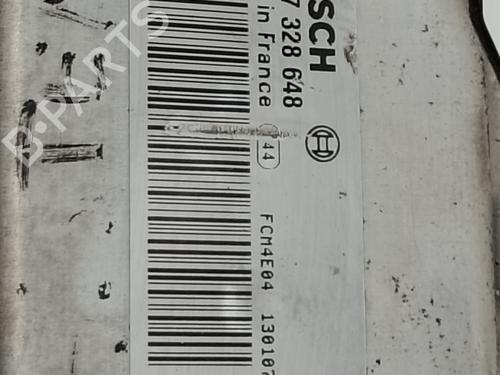 SCH
7 328 648
in France
44
FCM4E04 130107
B-PARTS